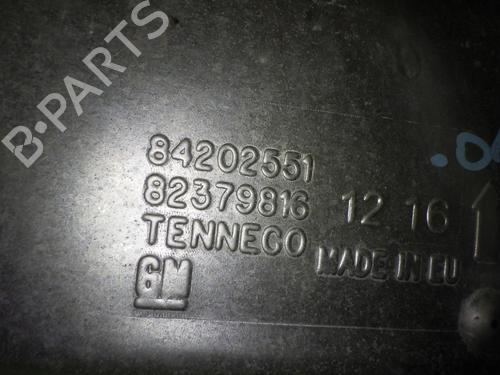 B-PARTS
84202551
82379816 12 16
TENNECO MADE IN EU
GM